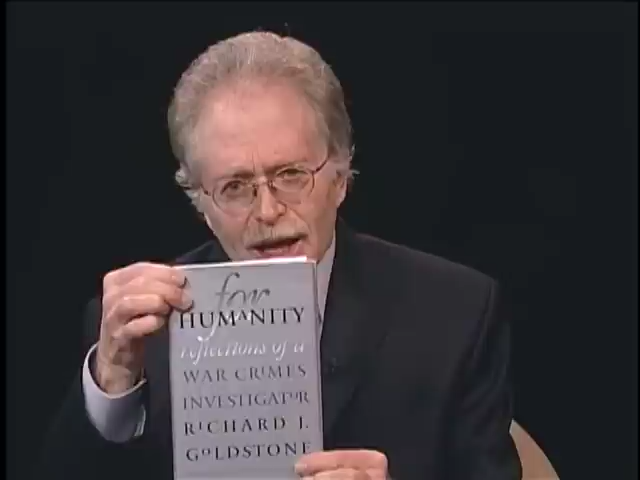 for
HUMANITY
reflections of a
WAR CRIMES
INVESTIGATOR
RICHARD J.
GOLDSTONE